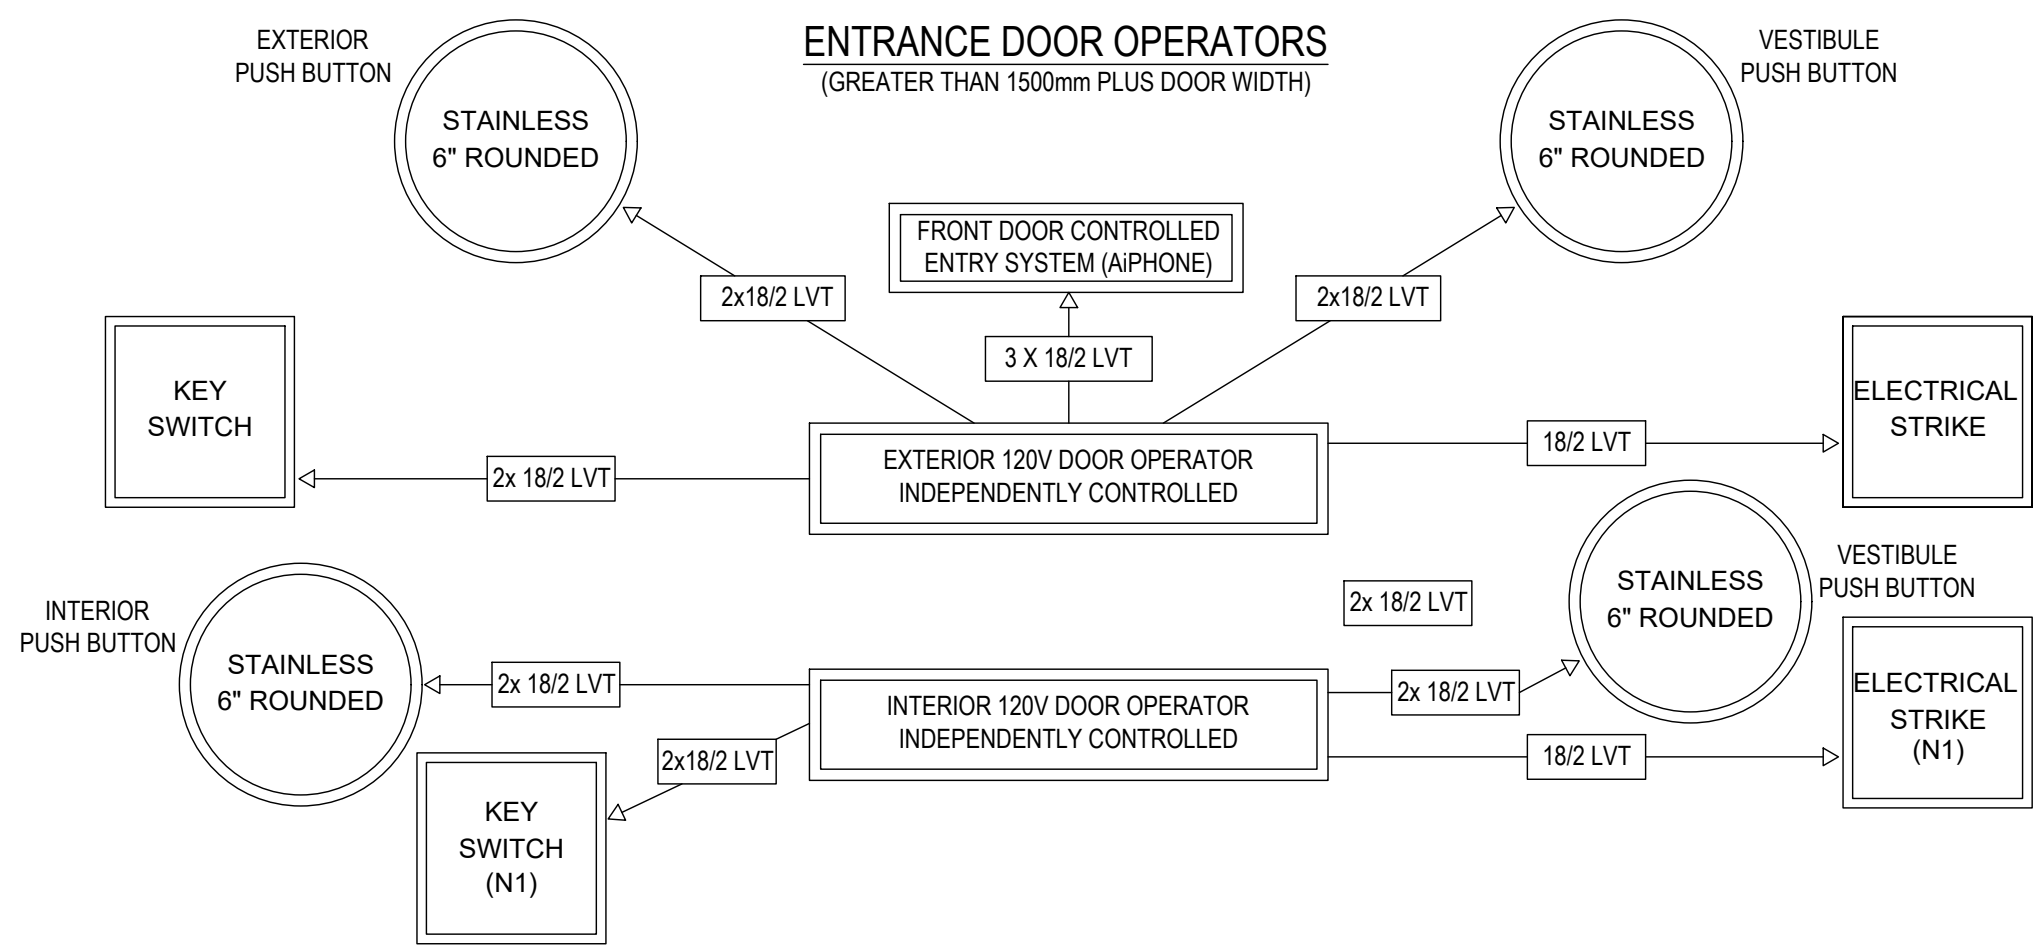 ENTRANCE DOOR OPERATORS
(GREATER THAN 1500mm PLUS DOOR WIDTH)
EXTERIOR
PUSH BUTTON
STAINLESS
6" ROUNDED
VESTIBULE
PUSH BUTTON
STAINLESS
6" ROUNDED
FRONT DOOR CONTROLLED
ENTRY SYSTEM (AiPHONE)
2x18/2 LVT
2x18/2 LVT
3 X 18/2 LVT
KEY
SWITCH
2x 18/2 LVT
EXTERIOR 120V DOOR OPERATOR
INDEPENDENTLY CONTROLLED
18/2 LVT
ELECTRICAL
STRIKE
INTERIOR
PUSH BUTTON
STAINLESS
6" ROUNDED
2x 18/2 LVT
2x 18/2 LVT
STAINLESS
6" ROUNDED
VESTIBULE
PUSH BUTTON
INTERIOR 120V DOOR OPERATOR
INDEPENDENTLY CONTROLLED
2x 18/2 LVT
2x18/2 LVT
18/2 LVT
ELECTRICAL
STRIKE
(N1)
KEY
SWITCH
(N1)